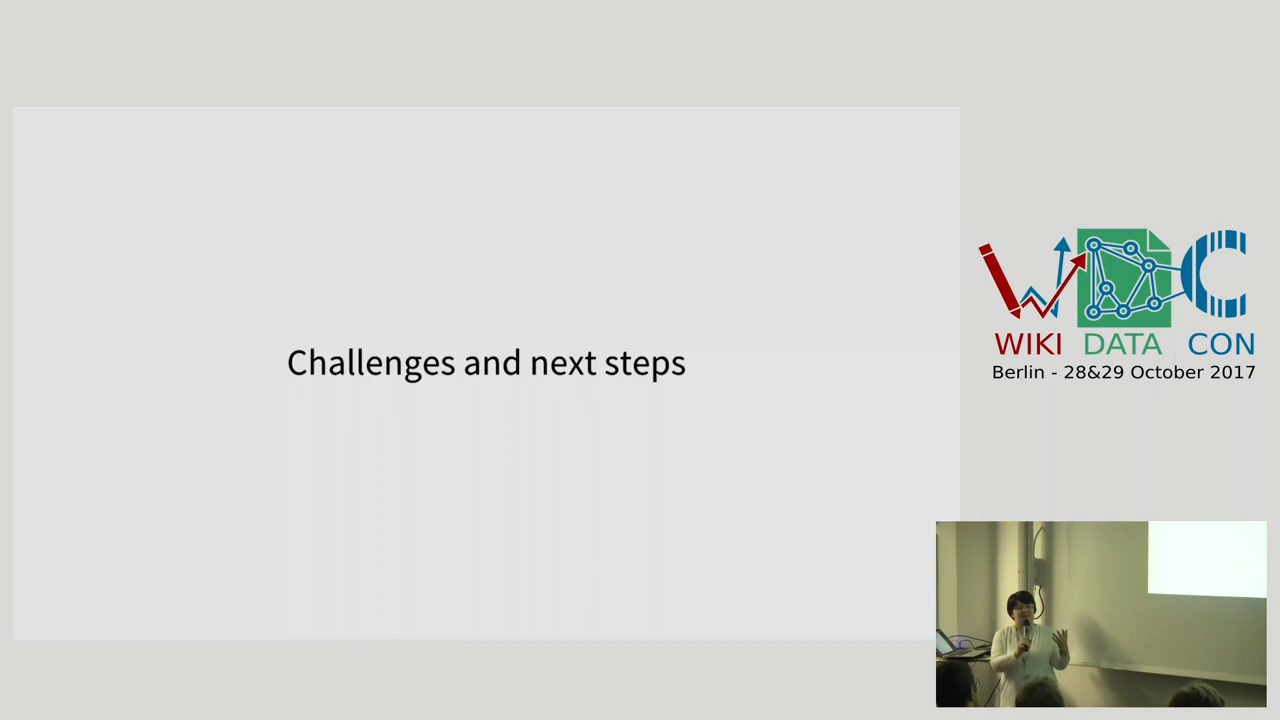 Challenges and next steps
WIKI DATA CON
Berlin - 28&29 October 2017